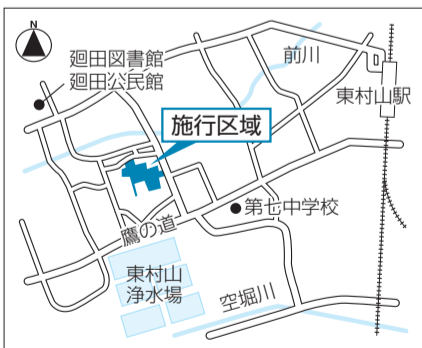 N
廻田図書館
廻田公民館
前川
東村山駅
施行区域
第七中学校
鷹の道
東村山
浄水場
空堀川